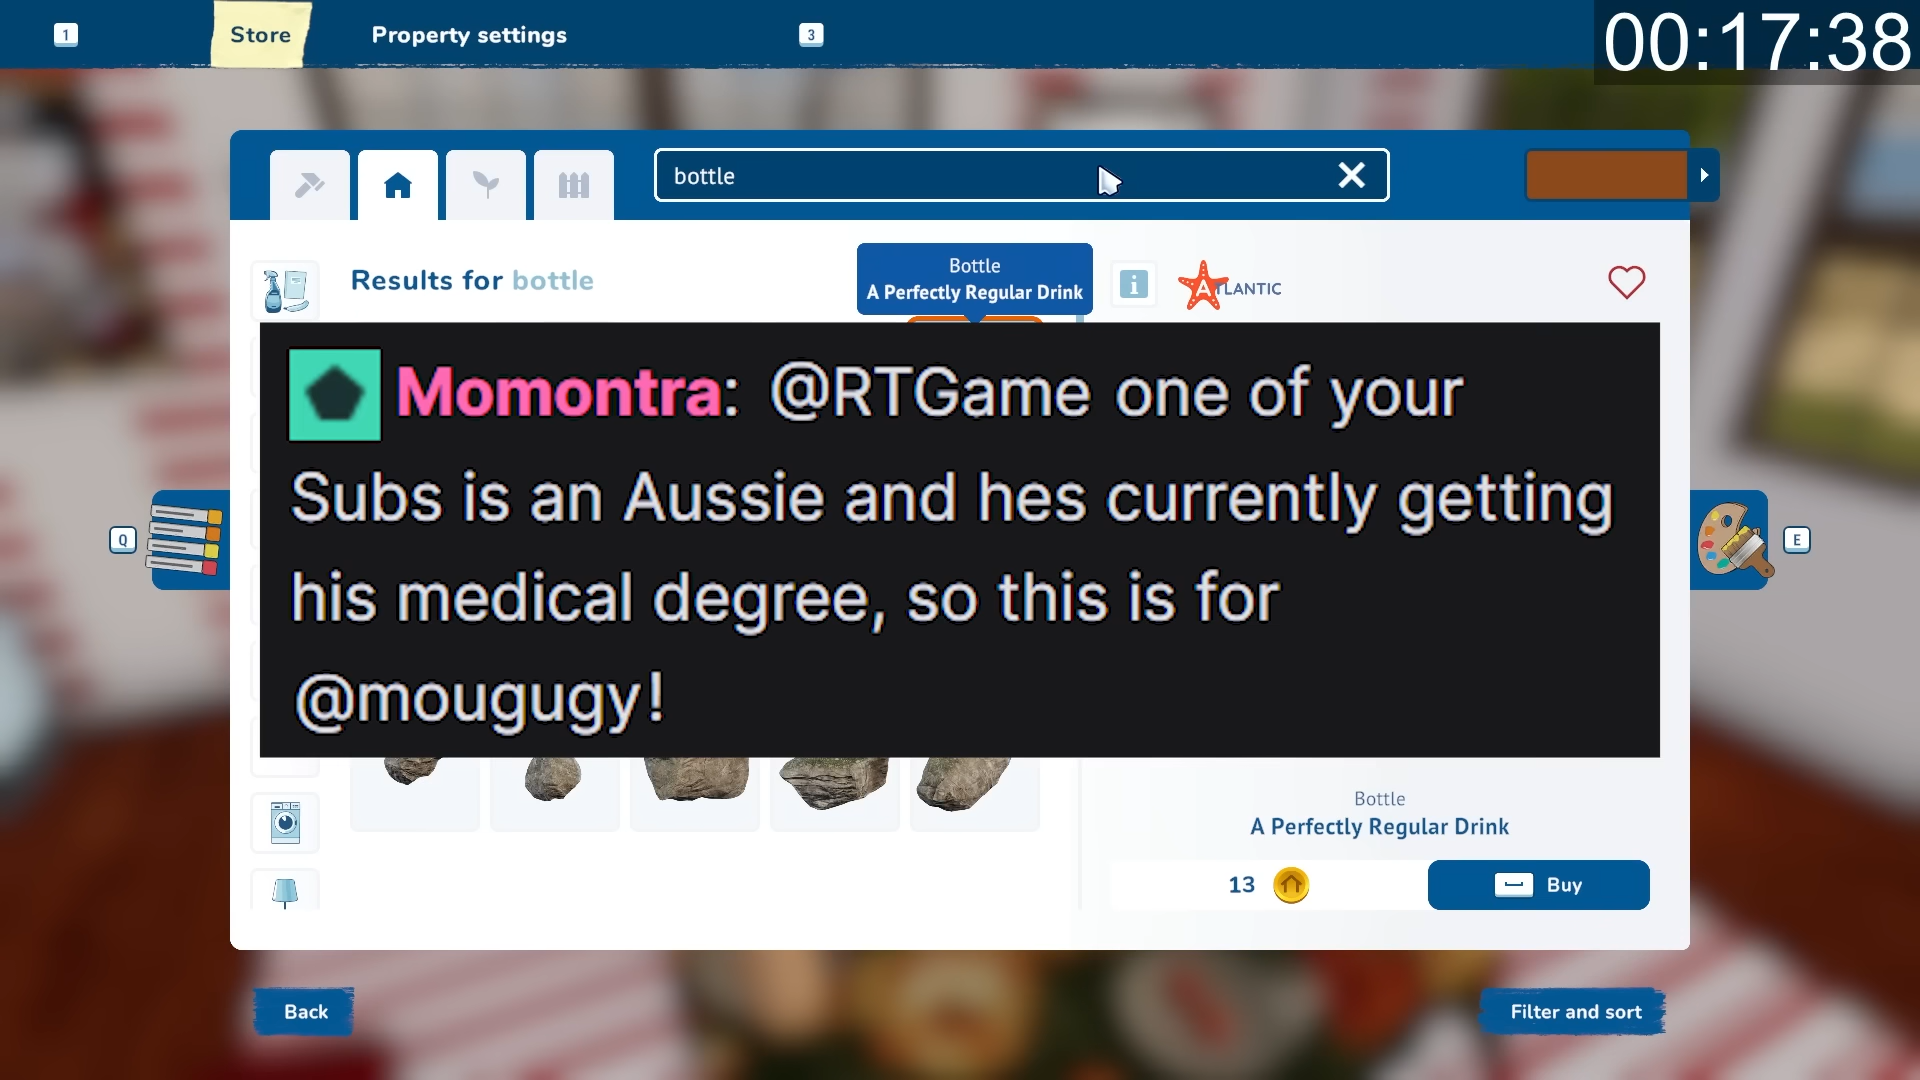 1
Store
Property settings
3
00:17:38
bottle
Results for bottle
Bottle
A Perfectly Regular Drink
i
ATLANTIC
Momontra: @RTGame one of your
Subs is an Aussie and hes currently getting
his medical degree, so this is for
@mougugy!
Q
E
Bottle
A Perfectly Regular Drink
13
Buy
Back
Filter and sort